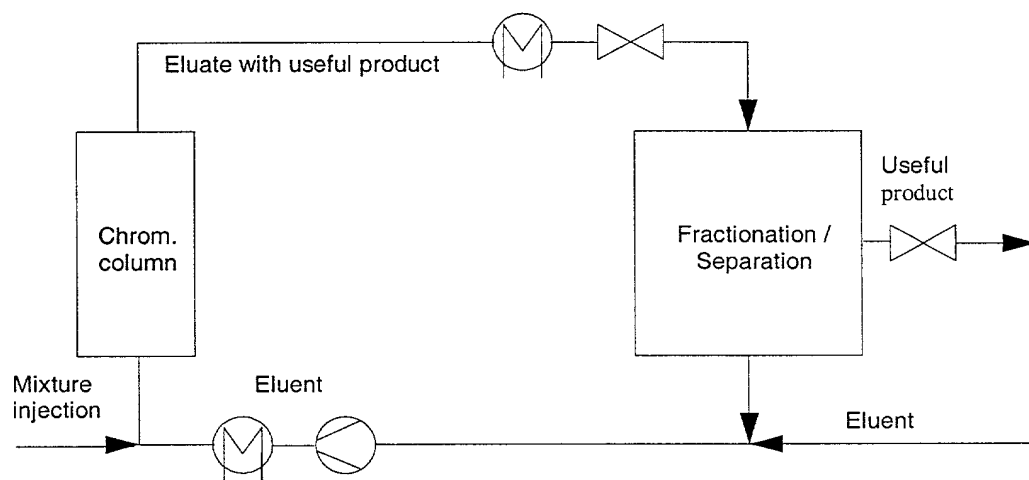 Eluate with useful product
Chrom.
column
Fractionation /
Separation
Useful
product
Mixture
injection
Eluent
Eluent